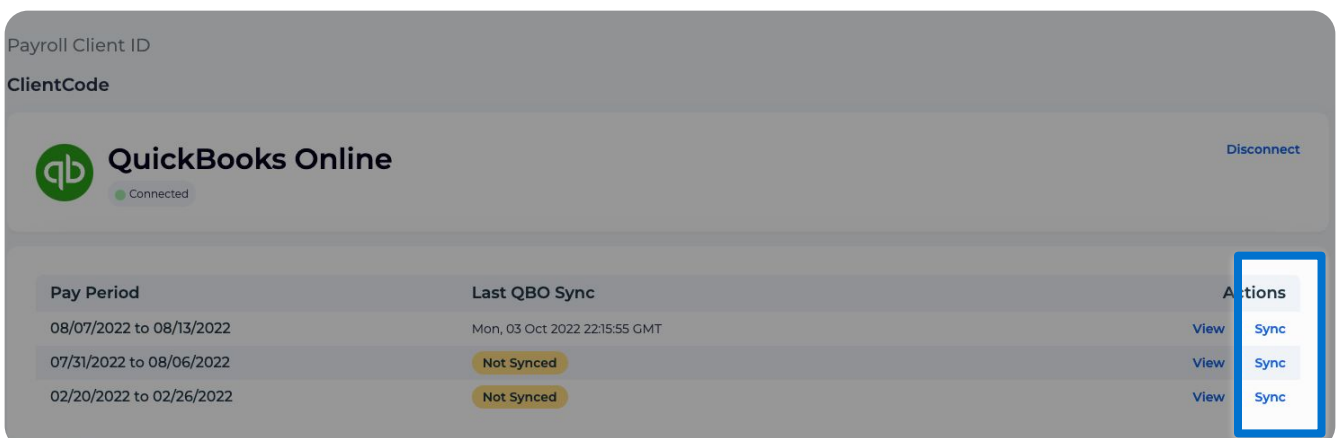 Payroll Client ID
ClientCode
qb
QuickBooks Online
Disconnect
Connected
Pay Period Last QBO Sync Actions
08/07/2022 to 08/13/2022 Mon, 03 Oct 2022 22:15:55 GMT View Sync
07/31/2022 to 08/06/2022 Not Synced View Sync
02/20/2022 to 02/26/2022 Not Synced View Sync